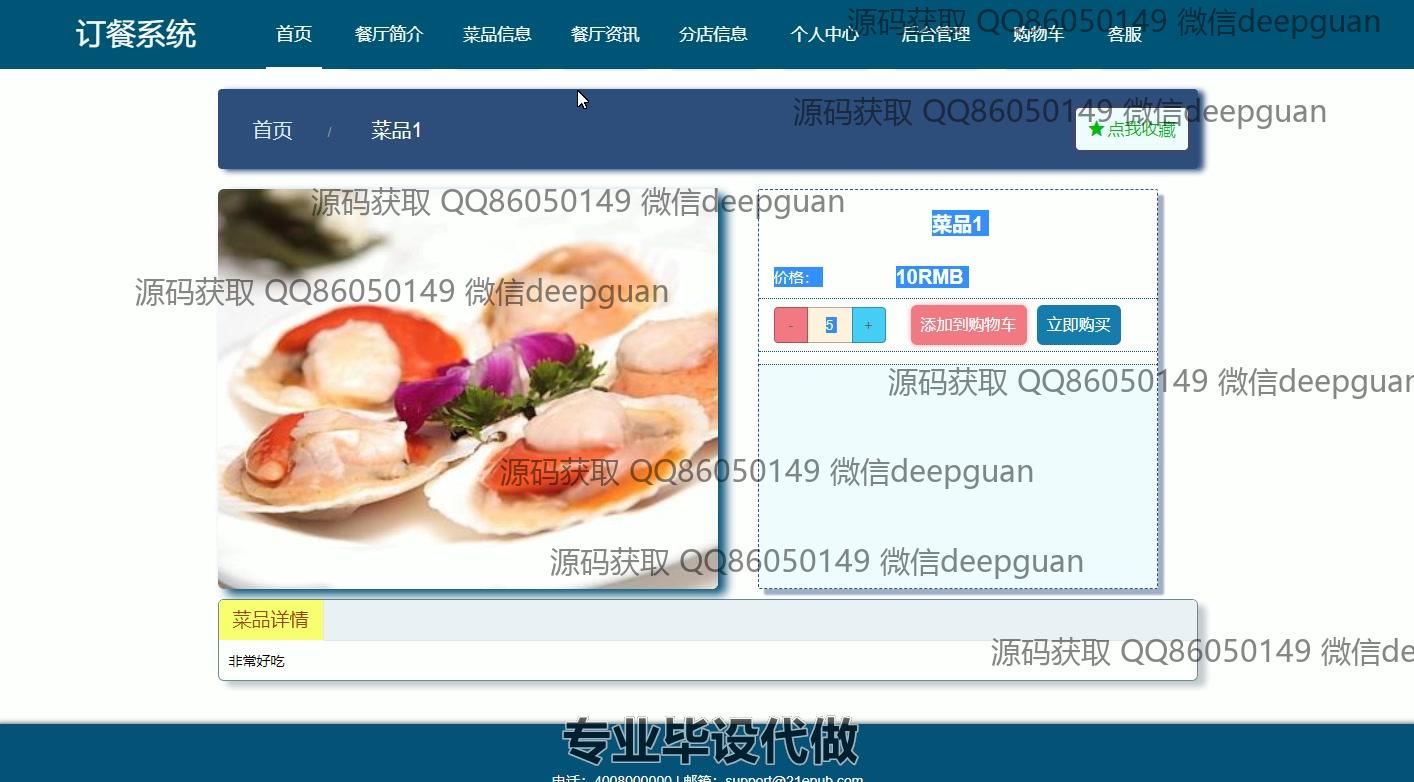 订餐系统 首页 餐厅简介 菜品信息 餐厅资讯 分店信息 个人中心 后台管理 购物车 客服
源码获取 QQ86050149 微信deepguan
源码获取 QQ86050149 微信deepguan
首页 / 菜品1
★点我收藏
源码获取 QQ86050149 微信deepguan
菜品1
价格: 10RMB
源码获取 QQ86050149 微信deepguan
- 5 + 添加到购物车 立即购买
源码获取 QQ86050149 微信deepguan
源码获取 QQ86050149 微信deepguan
源码获取 QQ86050149 微信deepguan
菜品详情
非常好吃
源码获取 QQ86050149 微信de
专业毕设代做
电话：4008000000 | 邮箱：support@21epub.com